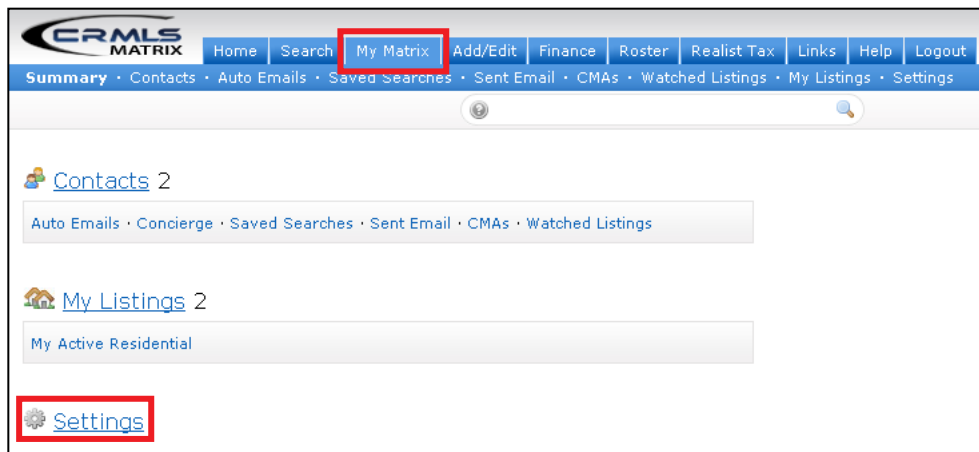 CRMLS
MATRIX
Home Search My Matrix Add/Edit Finance Roster Realist Tax Links Help Logout
Summary · Contacts · Auto Emails · Saved Searches · Sent Email · CMAs · Watched Listings · My Listings · Settings
Contacts 2
Auto Emails · Concierge · Saved Searches · Sent Email · CMAs · Watched Listings
My Listings 2
My Active Residential
Settings